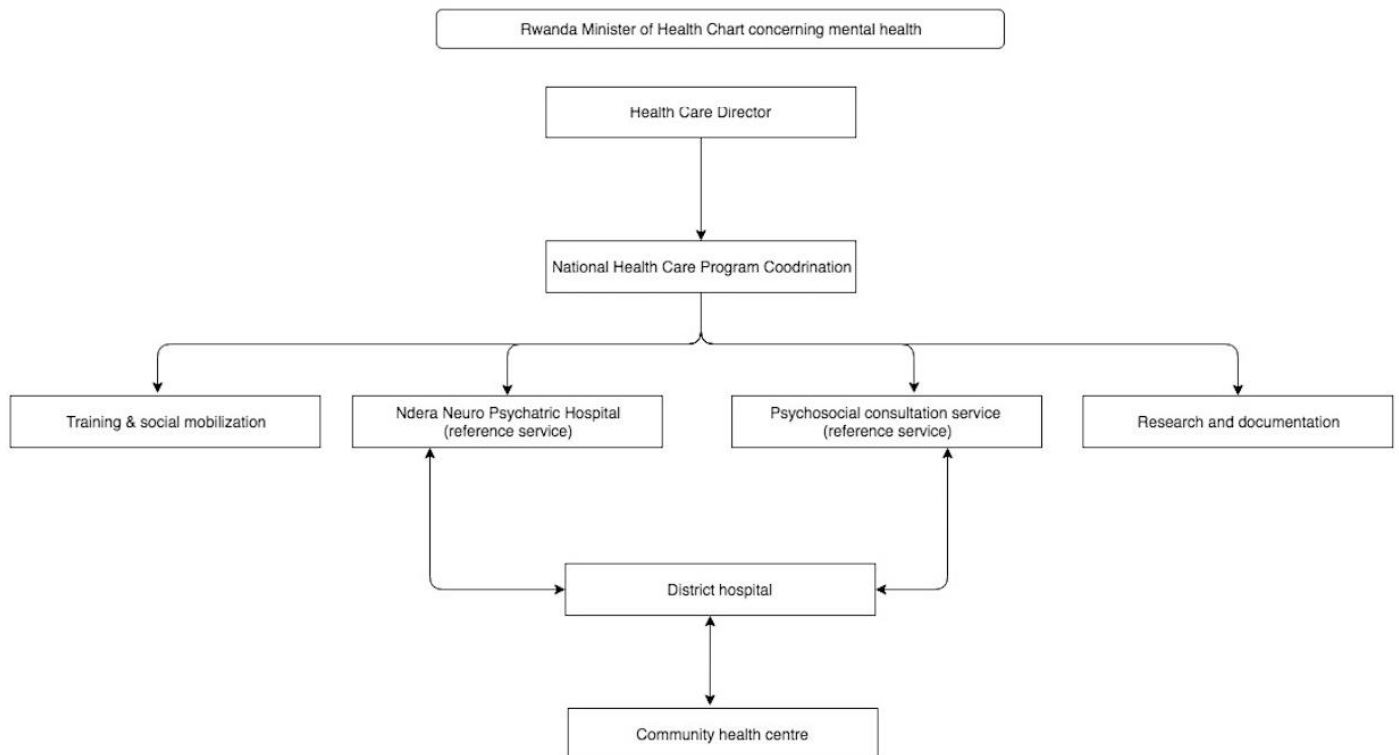 Rwanda Minister of Health Chart concerning mental health
Health Care Director
National Health Care Program Coodrination
Training & social mobilization
Ndera Neuro Psychatric Hospital
(reference service)
Psychosocial consultation service
(reference service)
Research and documentation
District hospital
Community health centre